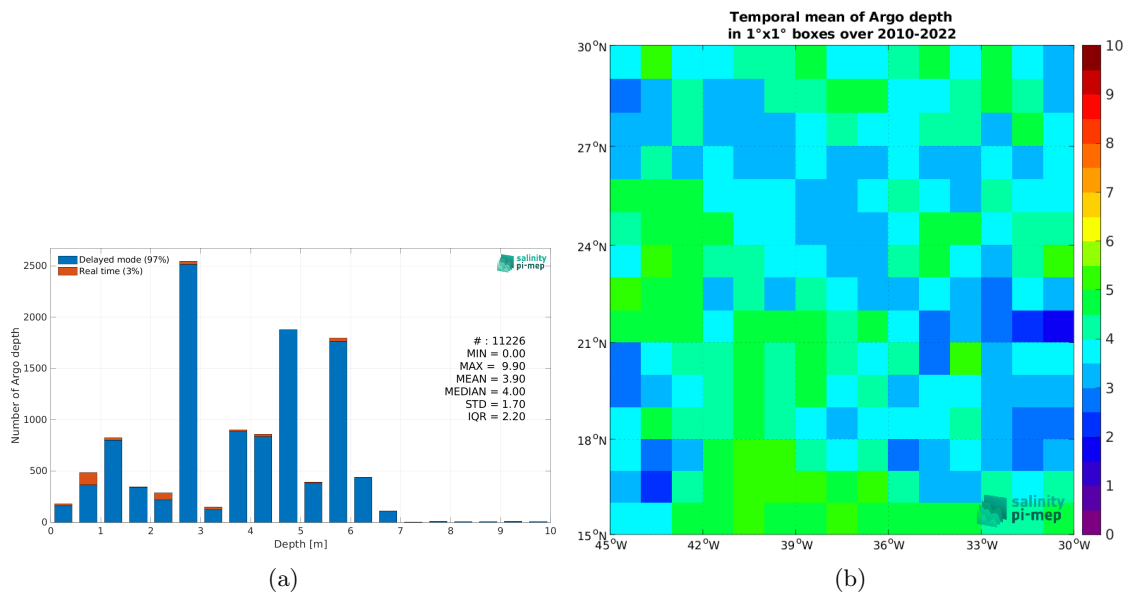 Delayed mode (97%)
Real time (3%)
salinity
pi-mep
# : 11226
MIN = 0.00
MAX = 9.90
MEAN = 3.90
MEDIAN = 4.00
STD = 1.70
IQR = 2.20
Number of Argo depth
2500
2000
1500
1000
500
0
0 1 2 3 4 5 6 7 8 9 10
Depth [m]
(a)
Temporal mean of Argo depth
in 1°x1° boxes over 2010-2022
30°N
27°N
24°N
21°N
18°N
15°N
45°W 42°W 39°W 36°W 33°W 30°W
salinity
pi-mep
10
9
8
7
6
5
4
3
2
1
0
(b)